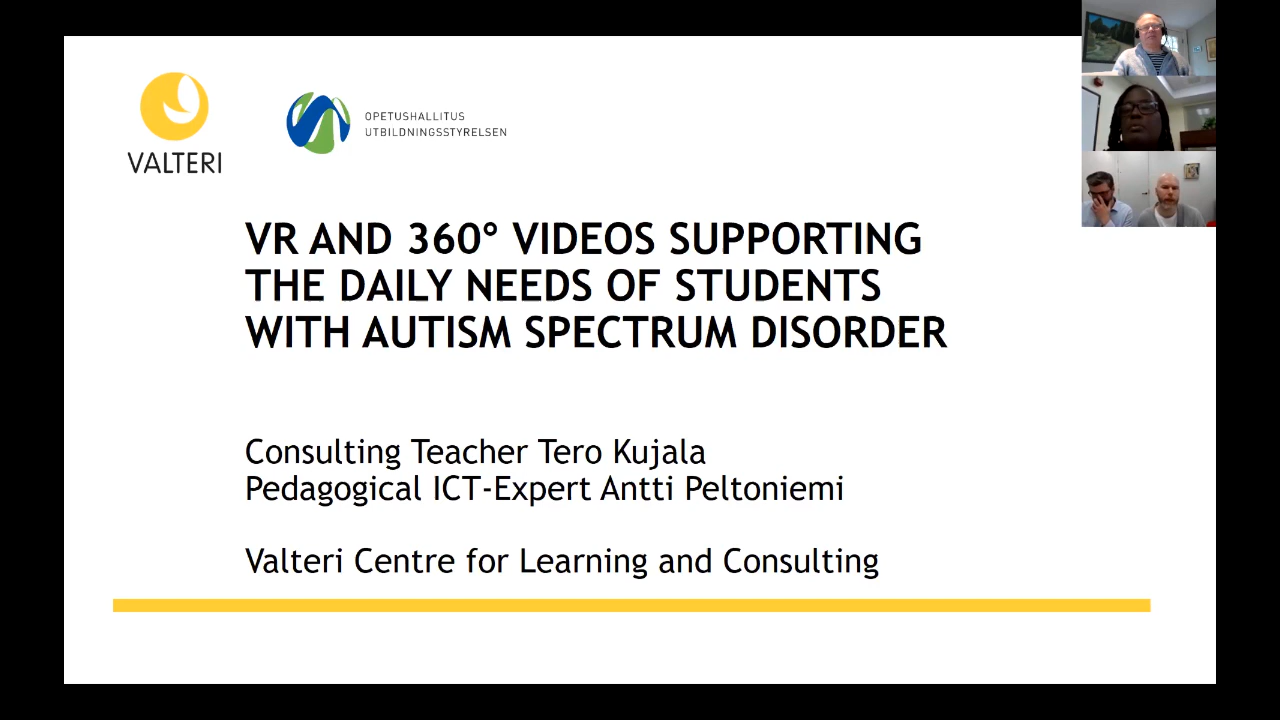 VALTERI
OPETUSHALLITUS
UTBILDNINGSSTYRELSEN
VR AND 360° VIDEOS SUPPORTING
THE DAILY NEEDS OF STUDENTS
WITH AUTISM SPECTRUM DISORDER
Consulting Teacher Tero Kujala
Pedagogical ICT-Expert Antti Peltoniemi
Valteri Centre for Learning and Consulting